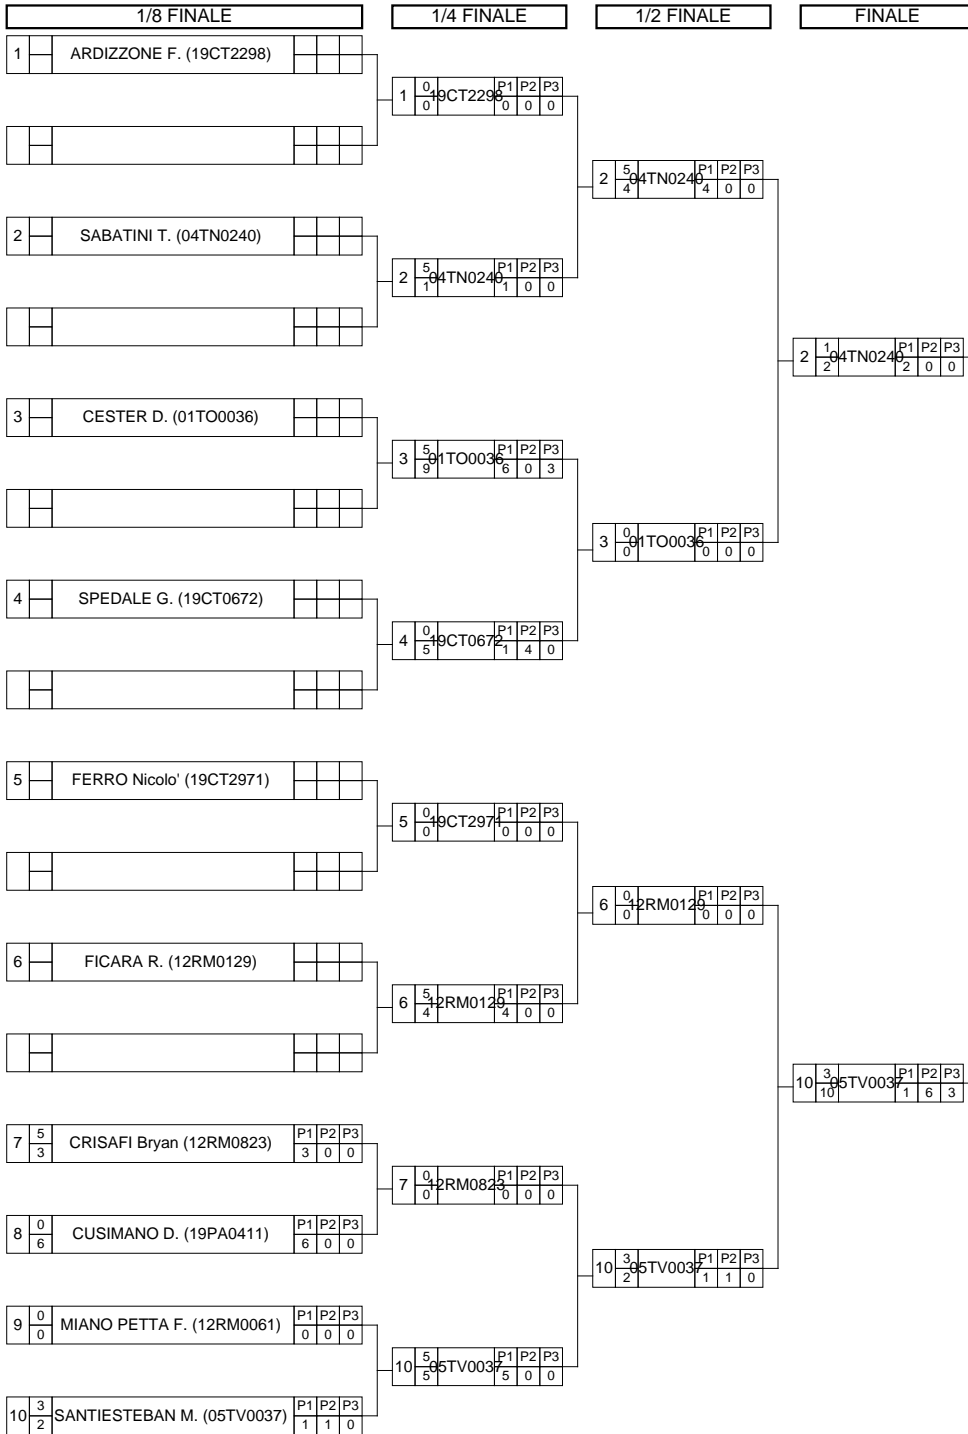 1/8 FINALE 1/4 FINALE 1/2 FINALE FINALE
1 ARDIZZONE F. (19CT2298)
1 0 0 19CT2298 P1 P2 P3 0 0 0
2 5 4 04TN0240 P1 P2 P3 4 0 0
2 SABATINI T. (04TN0240)
2 5 1 04TN0240 P1 P2 P3 1 0 0
2 1 2 04TN0240 P1 P2 P3 2 0 0
3 CESTER D. (01TO0036)
3 5 9 01TO0036 P1 P2 P3 6 0 3
3 0 0 01TO0036 P1 P2 P3 0 0 0
4 SPEDALE G. (19CT0672)
4 0 5 19CT0672 P1 P2 P3 1 4 0
5 FERRO Nicolo' (19CT2971)
5 0 0 19CT2971 P1 P2 P3 0 0 0
6 0 0 12RM0129 P1 P2 P3 0 0 0
6 FICARA R. (12RM0129)
6 5 4 12RM0129 P1 P2 P3 4 0 0
10 3 10 05TV0037 P1 P2 P3 1 6 3
7 5 3 CRISAFI Bryan (12RM0823) P1 P2 P3 3 0 0
7 0 0 12RM0823 P1 P2 P3 0 0 0
8 0 6 CUSIMANO D. (19PA0411) P1 P2 P3 6 0 0
10 3 2 05TV0037 P1 P2 P3 1 1 0
9 0 0 MIANO PETTA F. (12RM0061) P1 P2 P3 0 0 0
10 5 5 05TV0037 P1 P2 P3 5 0 0
10 3 2 SANTIESTEBAN M. (05TV0037) P1 P2 P3 1 1 0